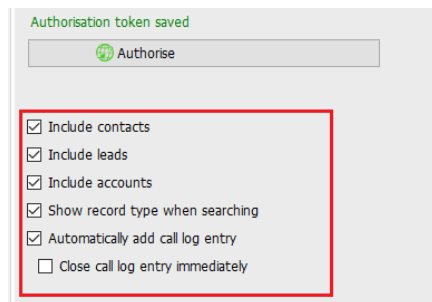 Authorisation token saved
Authorise
Include contacts
Include leads
Include accounts
Show record type when searching
Automatically add call log entry
Close call log entry immediately